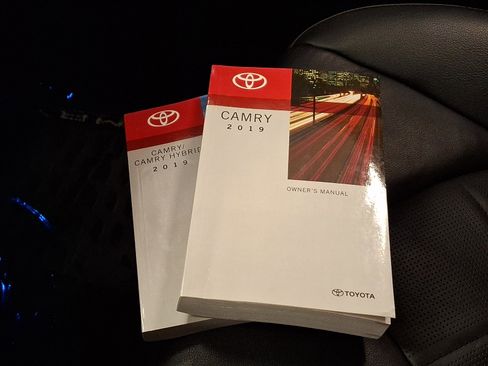 CAMRY
2019
OWNER'S MANUAL
TOYOTA
CAMRY/
CAMRY HYBRID
2019